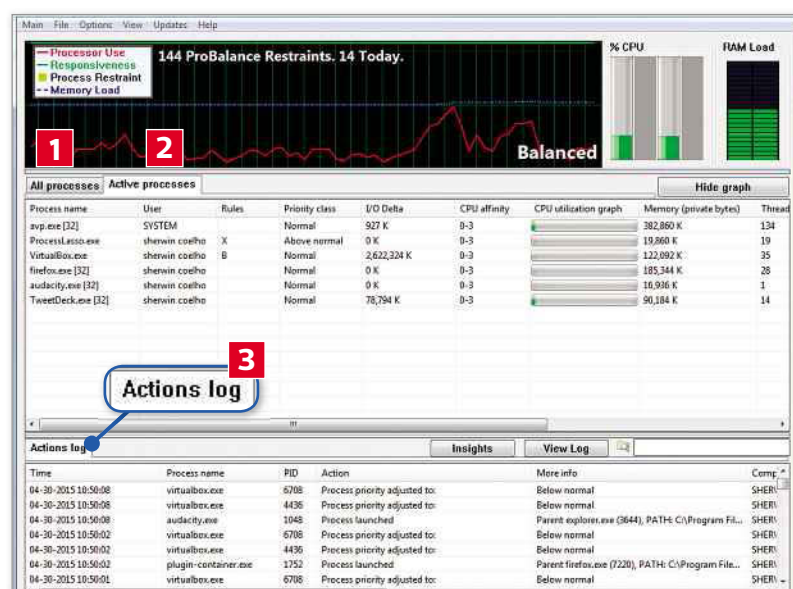 Main File Options View Updates Help
Processor Use
Responsiveness
Process Restraint
Memory Load
144 ProBalance Restraints. 14 Today.
% CPU
RAM Load
1
2
Balanced
All processes Active processes
Hide graph
Process name User Rules Priority class I/O Delta CPU affinity CPU utilization graph Memory (private bytes) Thread
avp.exe [32] SYSTEM Normal 927 K 0-3 382,860 K 134
ProcessLasso.exe sherwin coelho X Above normal 0 K 0-3 19,860 K 19
VirtualBox.exe sherwin coelho B Normal 2,622,324 K 0-3 122,092 K 35
firefox.exe [32] sherwin coelho Normal 0 K 0-3 185,344 K 28
audacity.exe [32] sherwin coelho Normal 0 K 0-3 16,936 K 1
TweetDeck.exe [32] sherwin coelho Normal 78,794 K 0-3 90,184 K 14
3
Actions log
Actions log Insights View Log
Time Process name PID Action More info Comp
04-30-2015 10:50:08 virtualbox.exe 6708 Process priority adjusted to: Below normal SHER
04-30-2015 10:50:08 virtualbox.exe 4436 Process priority adjusted to: Below normal SHER
04-30-2015 10:50:08 audacity.exe 1048 Process launched Parent explorer.exe (3644), PATH: C:\Program Fil... SHER
04-30-2015 10:50:02 virtualbox.exe 6708 Process priority adjusted to: Below normal SHER
04-30-2015 10:50:02 virtualbox.exe 4436 Process priority adjusted to: Below normal SHER
04-30-2015 10:50:02 plugin-container.exe 1752 Process launched Parent firefox.exe (7220), PATH: C:\Program File... SHER
04-30-2015 10:50:01 virtualbox.exe 6708 Process priority adjusted to: Below normal SHER